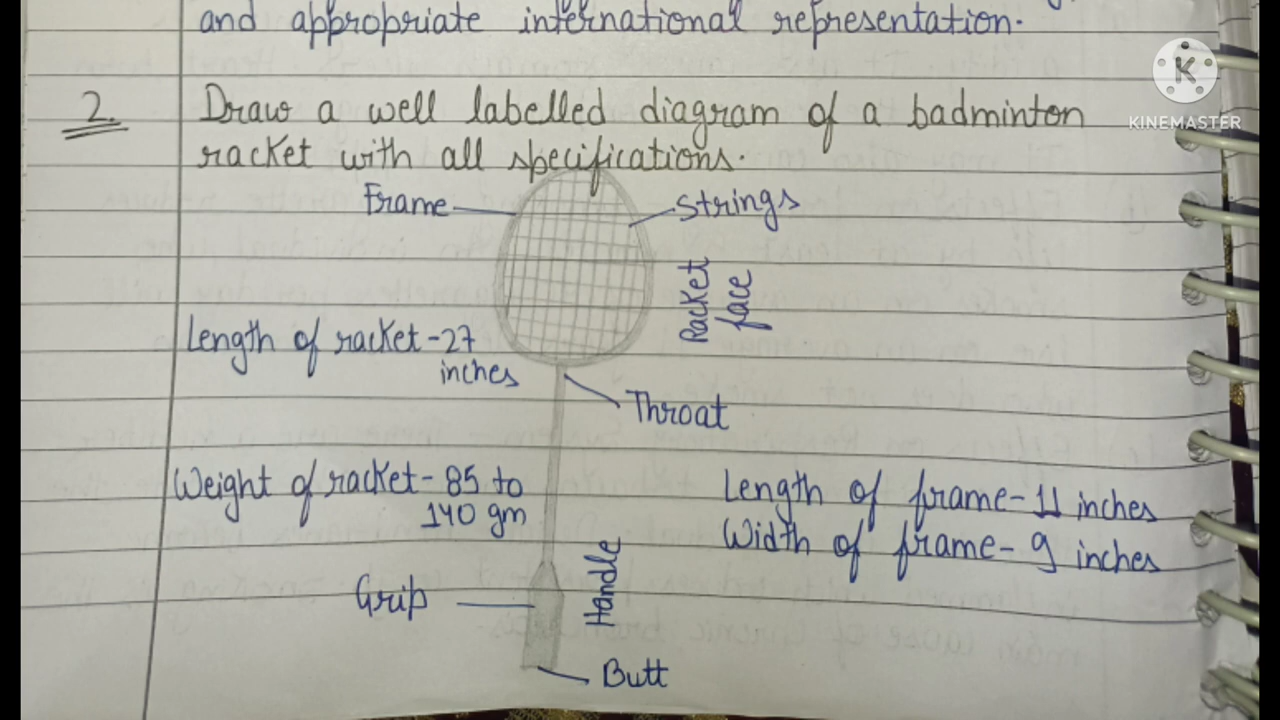 and appropriate international representation.
KINEMASTER
2. Draw a well labelled diagram of a badminton
racket with all specifications.
Frame
Strings
Racket
face
Length of racket - 27
inches
Throat
Weight of racket - 85 to
140 gm
Length of frame - 11 inches
Width of frame - 9 inches
Grip
Handle
Butt